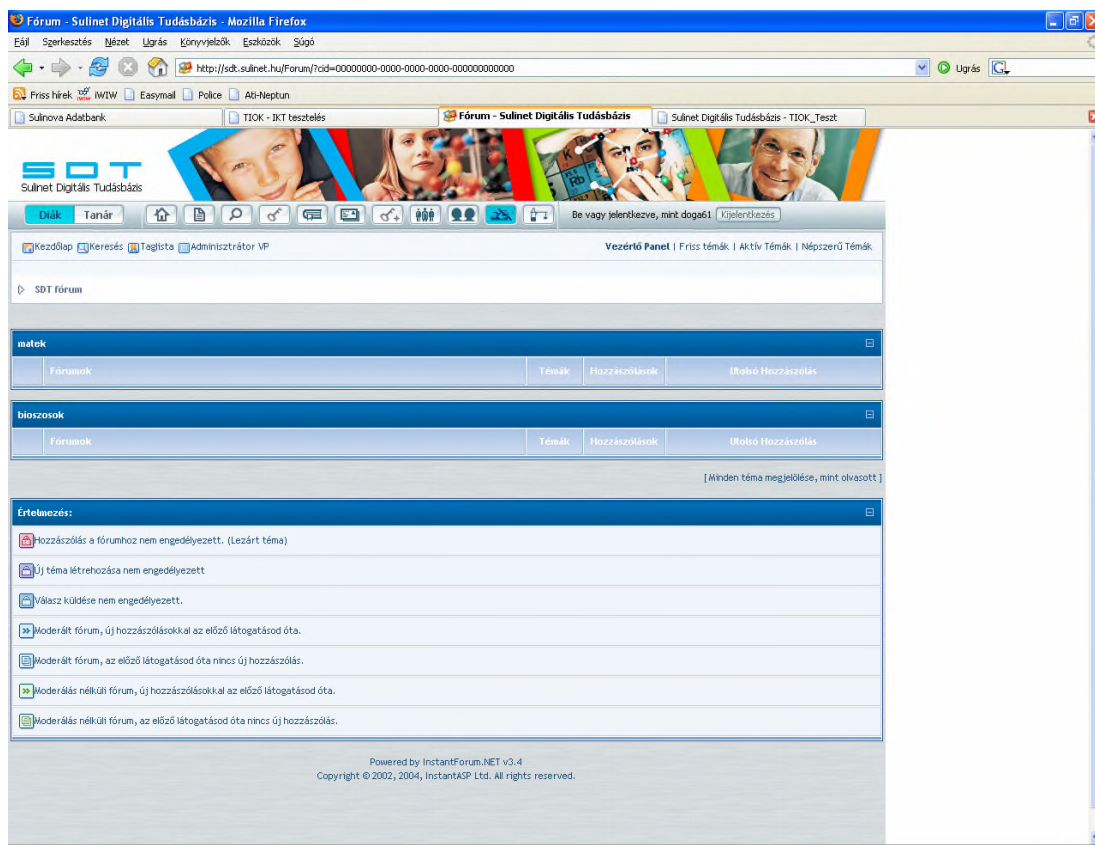 Fórum - Sulinet Digitális Tudásbázis - Mozilla Firefox
Fájl Szerkesztés Nézet Ugrás Könyvjelzők Eszközök Súgó
http://sdt.sulinet.hu/Forum/?cid=00000000-0000-0000-0000-000000000000 Ugrás
Friss hírek IWIW Easymail Police Ati-Neptun
Sulinova Adatbank TIOK - IKT tesztelés Fórum - Sulinet Digitális Tudásbázis Sulinet Digitális Tudásbázis - TIOK_Teszt
SDT
Sulinet Digitális Tudásbázis
Diák Tanár Be vagy jelentkezve, mint doga61 Kijelentkezés
Kezdőlap Keresés Taglista Adminisztrátor VP Vezérlő Panel | Friss témák | Aktív Témák | Népszerű Témák
SDT fórum
matek
Fórumok Témák Hozzászólások Utolsó Hozzászólás
bioszosok
Fórumok Témák Hozzászólások Utolsó Hozzászólás
[ Minden téma megjelölése, mint olvasott ]
Értelmezés:
Hozzászólás a fórumhoz nem engedélyezett. (Lezárt téma)
Új téma létrehozása nem engedélyezett
Válasz küldése nem engedélyezett.
Moderált fórum, új hozzászólásokkal az előző látogatásod óta.
Moderált fórum, az előző látogatásod óta nincs új hozzászólás.
Moderálás nélküli fórum, új hozzászólásokkal az előző látogatásod óta.
Moderálás nélküli fórum, az előző látogatásod óta nincs új hozzászólás.
Powered by InstantForum.NET v3.4
Copyright © 2002, 2004, InstantASP Ltd. All rights reserved.